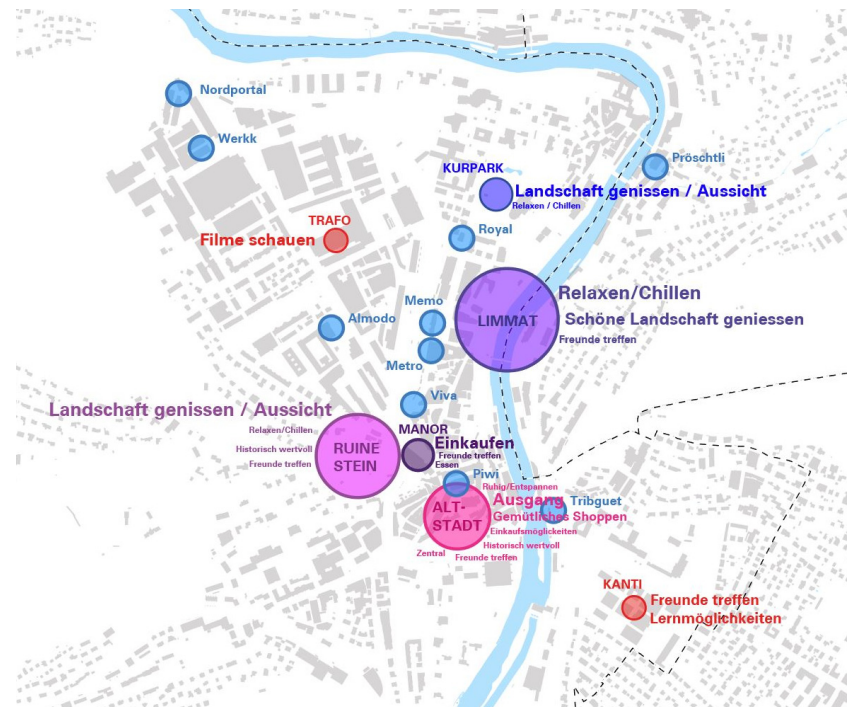 Nordportal
Werkk
Pröschtli
KURPARK
Landschaft genissen / Aussicht
Relaxen / Chillen
TRAFO
Filme schauen
Royal
Relaxen/Chillen
Memo
LIMMAT
Schöne Landschaft geniessen
Almodo
Freunde treffen
Metro
Viva
Landschaft genissen / Aussicht
Relaxen/Chillen
MANOR
Einkaufen
Historisch wertvoll
RUINE
STEIN
Freunde treffen
Freunde treffen
Essen
Piwi
Ruhig/Entspannen
Ausgang
Tribguet
ALT-
STADT
Gemütliches Shoppen
Einkaufsmöglickeiten
Historisch wertvoll
Zentral
Freunde treffen
KANTI
Freunde treffen
Lernmöglichkeiten